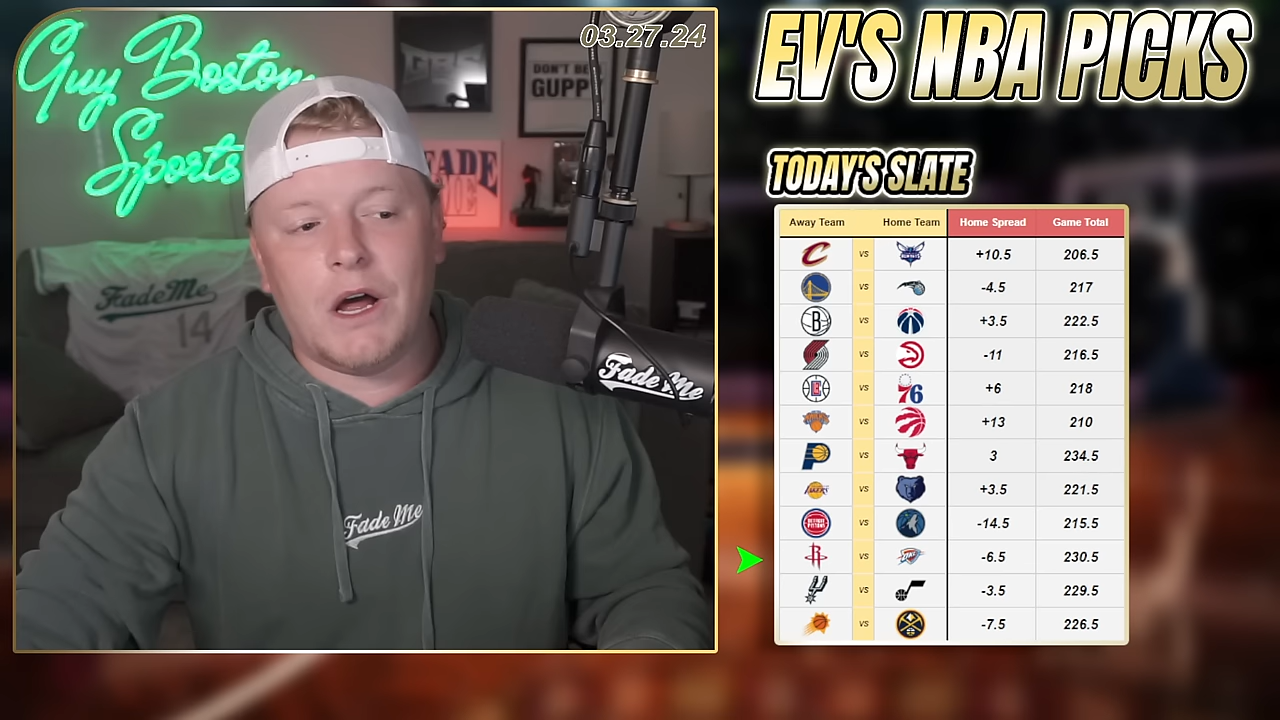 Guy Boston
Sports
03.27.24
DON'T BE
GUPPY
FADE
ME
FadeMe
14
Fade Me
Fade Me
EV'S NBA PICKS
TODAY'S SLATE
Away Team Home Team Home Spread Game Total
VS +10.5 206.5
VS -4.5 217
VS +3.5 222.5
VS -11 216.5
VS +6 218
VS +13 210
VS 3 234.5
VS +3.5 221.5
VS -14.5 215.5
VS -6.5 230.5
VS -3.5 229.5
VS -7.5 226.5